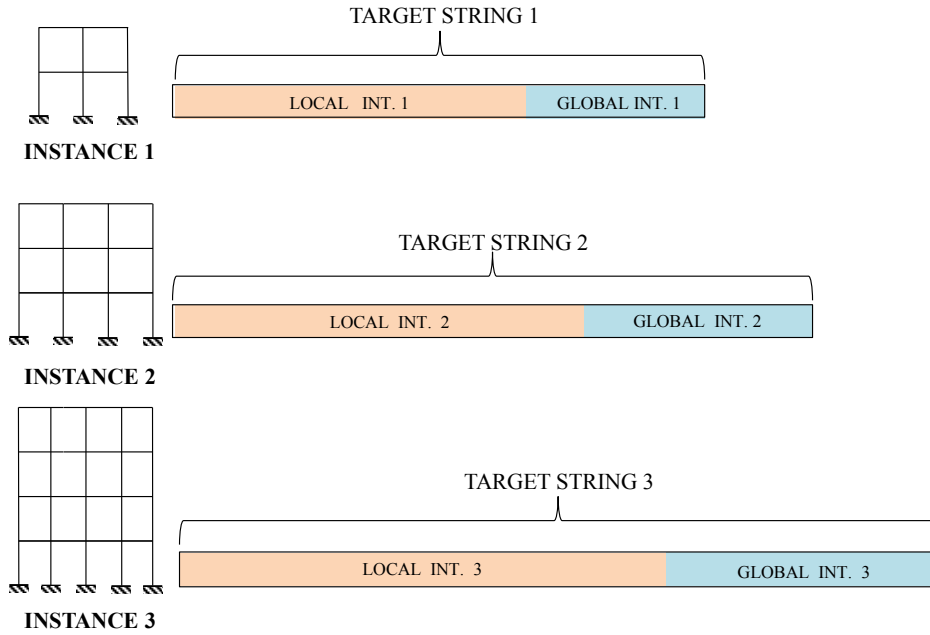 TARGET STRING 1
LOCAL INT. 1
GLOBAL INT. 1
INSTANCE 1
TARGET STRING 2
LOCAL INT. 2
GLOBAL INT. 2
INSTANCE 2
TARGET STRING 3
LOCAL INT. 3
GLOBAL INT. 3
INSTANCE 3